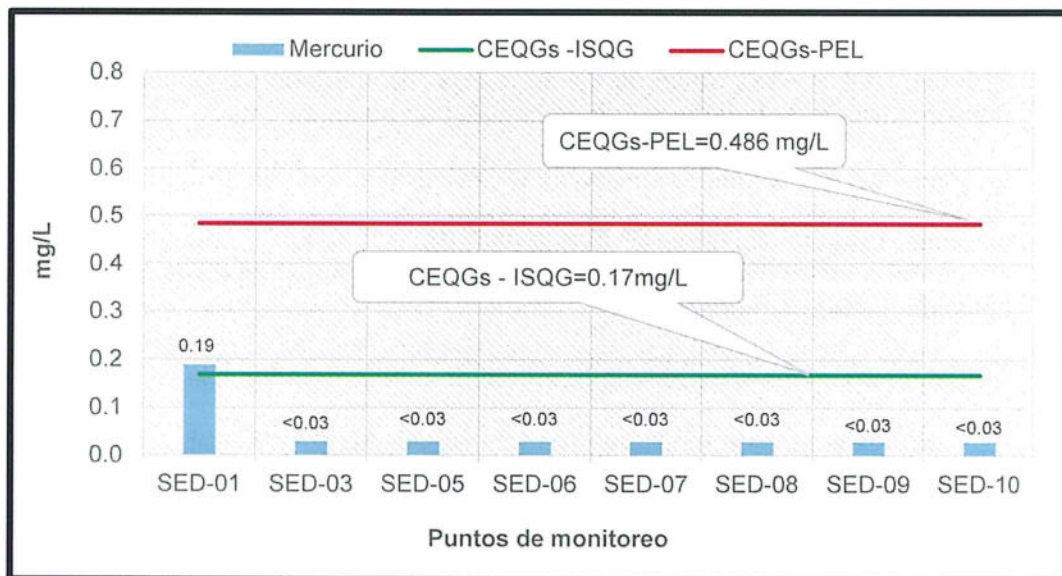 Mercurio CEQGs -ISQG CEQGs-PEL
0.8
0.7
CEQGs-PEL=0.486 mg/L
0.6
0.5
mg/L
0.4
CEQGs - ISQG=0.17mg/L
0.3
0.2
0.19
0.1
<0.03 <0.03 <0.03 <0.03 <0.03 <0.03 <0.03
0.0
SED-01 SED-03 SED-05 SED-06 SED-07 SED-08 SED-09 SED-10
Puntos de monitoreo